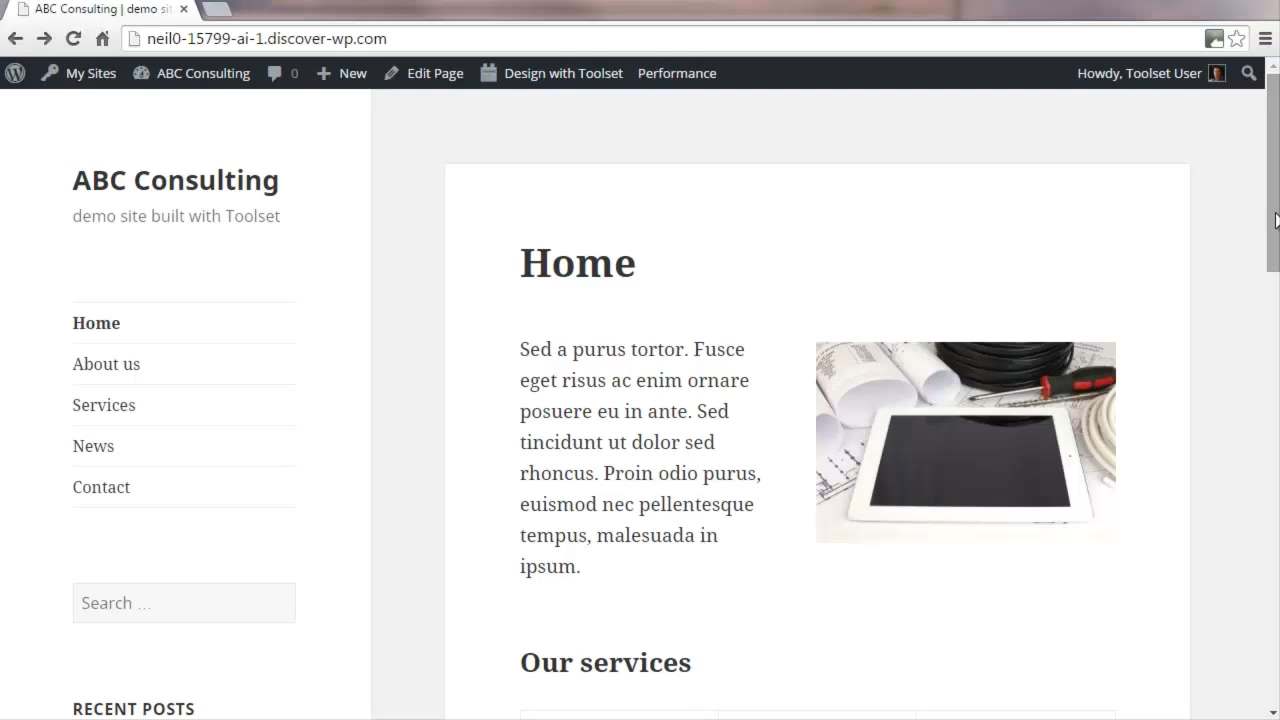 ABC Consulting | demo sit
neil0-15799-ai-1.discover-wp.com
My Sites ABC Consulting 0 New Edit Page Design with Toolset Performance Howdy, Toolset User
ABC Consulting
demo site built with Toolset
Home
About us
Services
News
Contact
Search …
RECENT POSTS
Home
Sed a purus tortor. Fusce
eget risus ac enim ornare
posuere eu in ante. Sed
tincidunt ut dolor sed
rhoncus. Proin odio purus,
euismod nec pellentesque
tempus, malesuada in
ipsum.
Our services